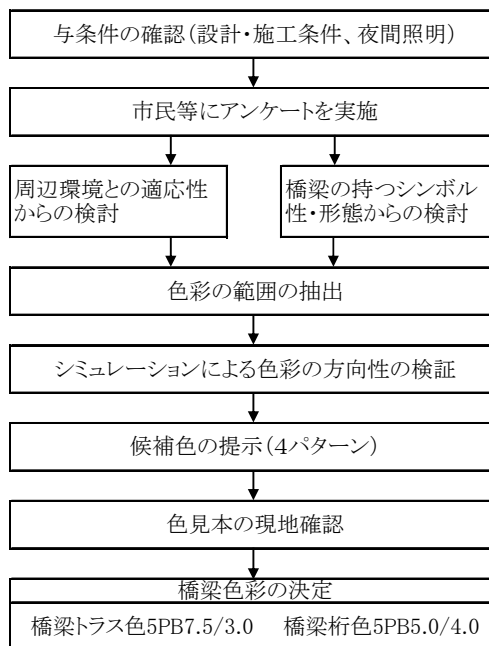 与条件の確認(設計・施工条件、夜間照明)
市民等にアンケートを実施
周辺環境との適応性
からの検討
橋梁の持つシンボル
性・形態からの検討
色彩の範囲の抽出
シミュレーションによる色彩の方向性の検証
候補色の提示(4パターン)
色見本の現地確認
橋梁色彩の決定
橋梁トラス色5PB7.5/3.0 橋梁桁色5PB5.0/4.0